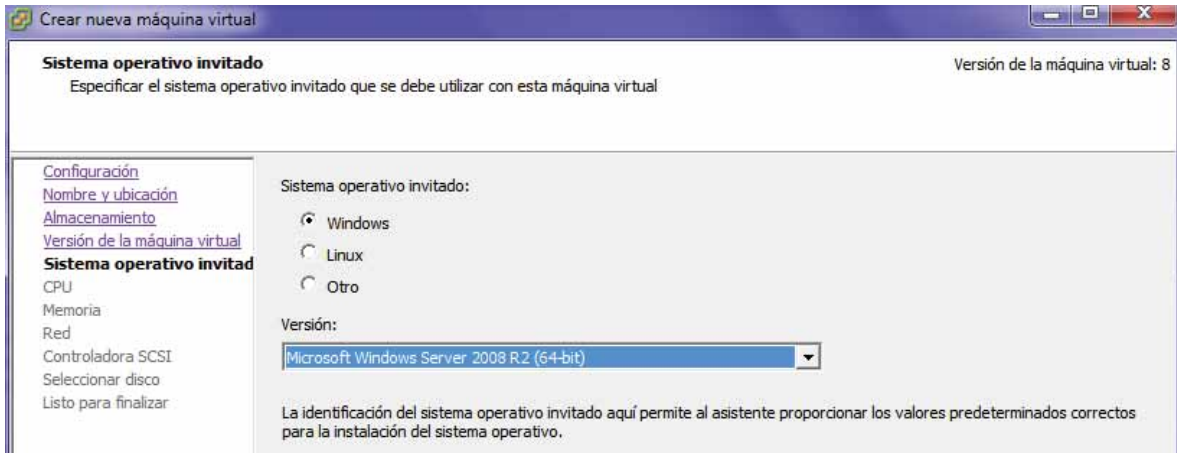 Crear nueva máquina virtual
Sistema operativo invitado
Versión de la máquina virtual: 8
Especificar el sistema operativo invitado que se debe utilizar con esta máquina virtual
Configuración
Nombre y ubicación
Almacenamiento
Versión de la máquina virtual
Sistema operativo invitad
CPU
Memoria
Red
Controladora SCSI
Seleccionar disco
Listo para finalizar
Sistema operativo invitado:
Windows
Linux
Otro
Versión:
Microsoft Windows Server 2008 R2 (64-bit)
La identificación del sistema operativo invitado aquí permite al asistente proporcionar los valores predeterminados correctos
para la instalación del sistema operativo.